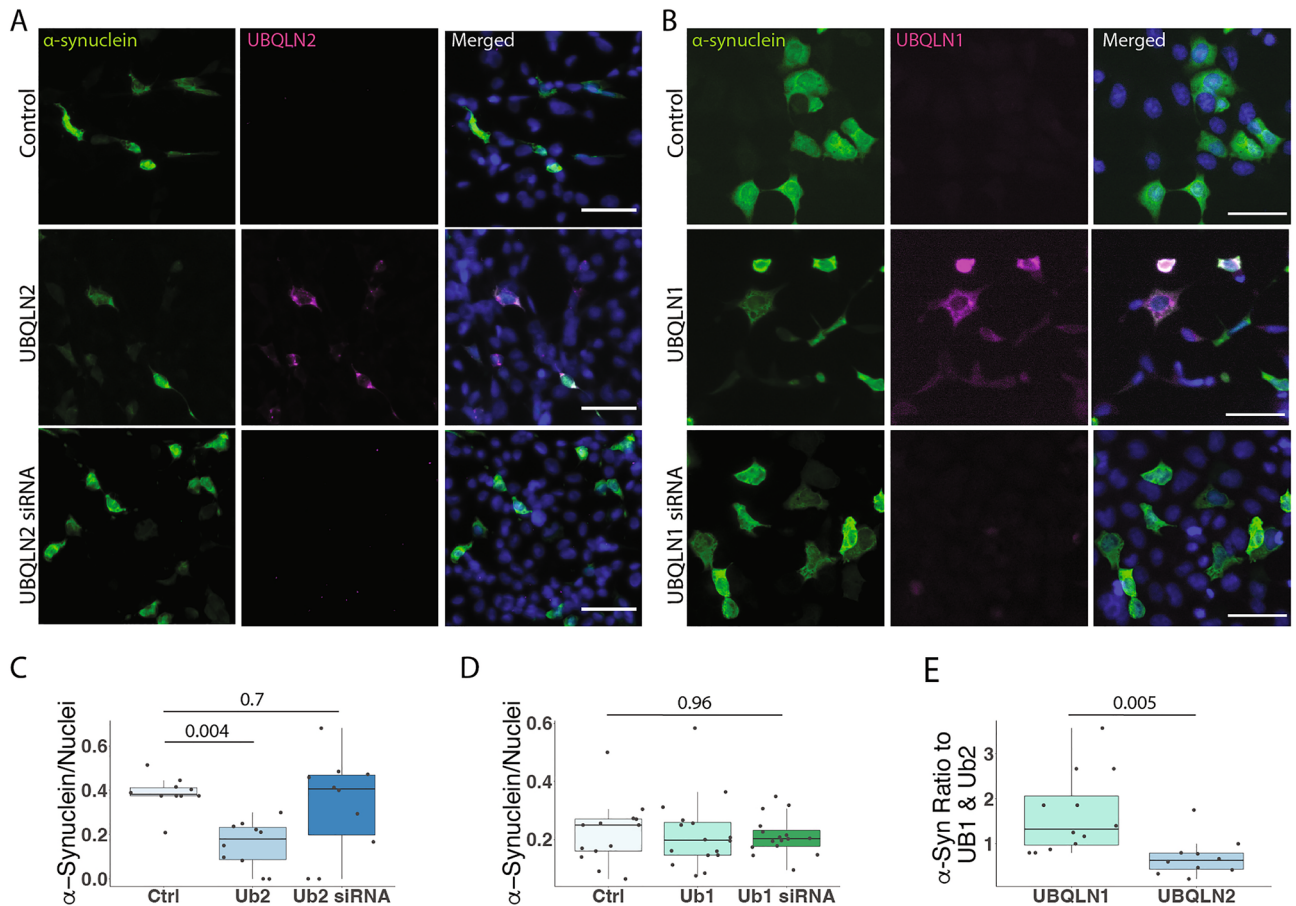 A
α-synuclein
UBQLN2
Merged
Control
UBQLN2
UBQLN2 siRNA
B
α-synuclein
UBQLN1
Merged
Control
UBQLN1
UBQLN1 siRNA
C
α−Synuclein/Nuclei
0.7
0.004
0.6
0.4
0.2
0.0
Ctrl
Ub2
Ub2 siRNA
D
α−Synuclein/Nuclei
0.96
0.6
0.4
0.2
Ctrl
Ub1
Ub1 siRNA
E
α-Syn Ratio to
UB1 & Ub2
0.005
3
2
1
UBQLN1
UBQLN2